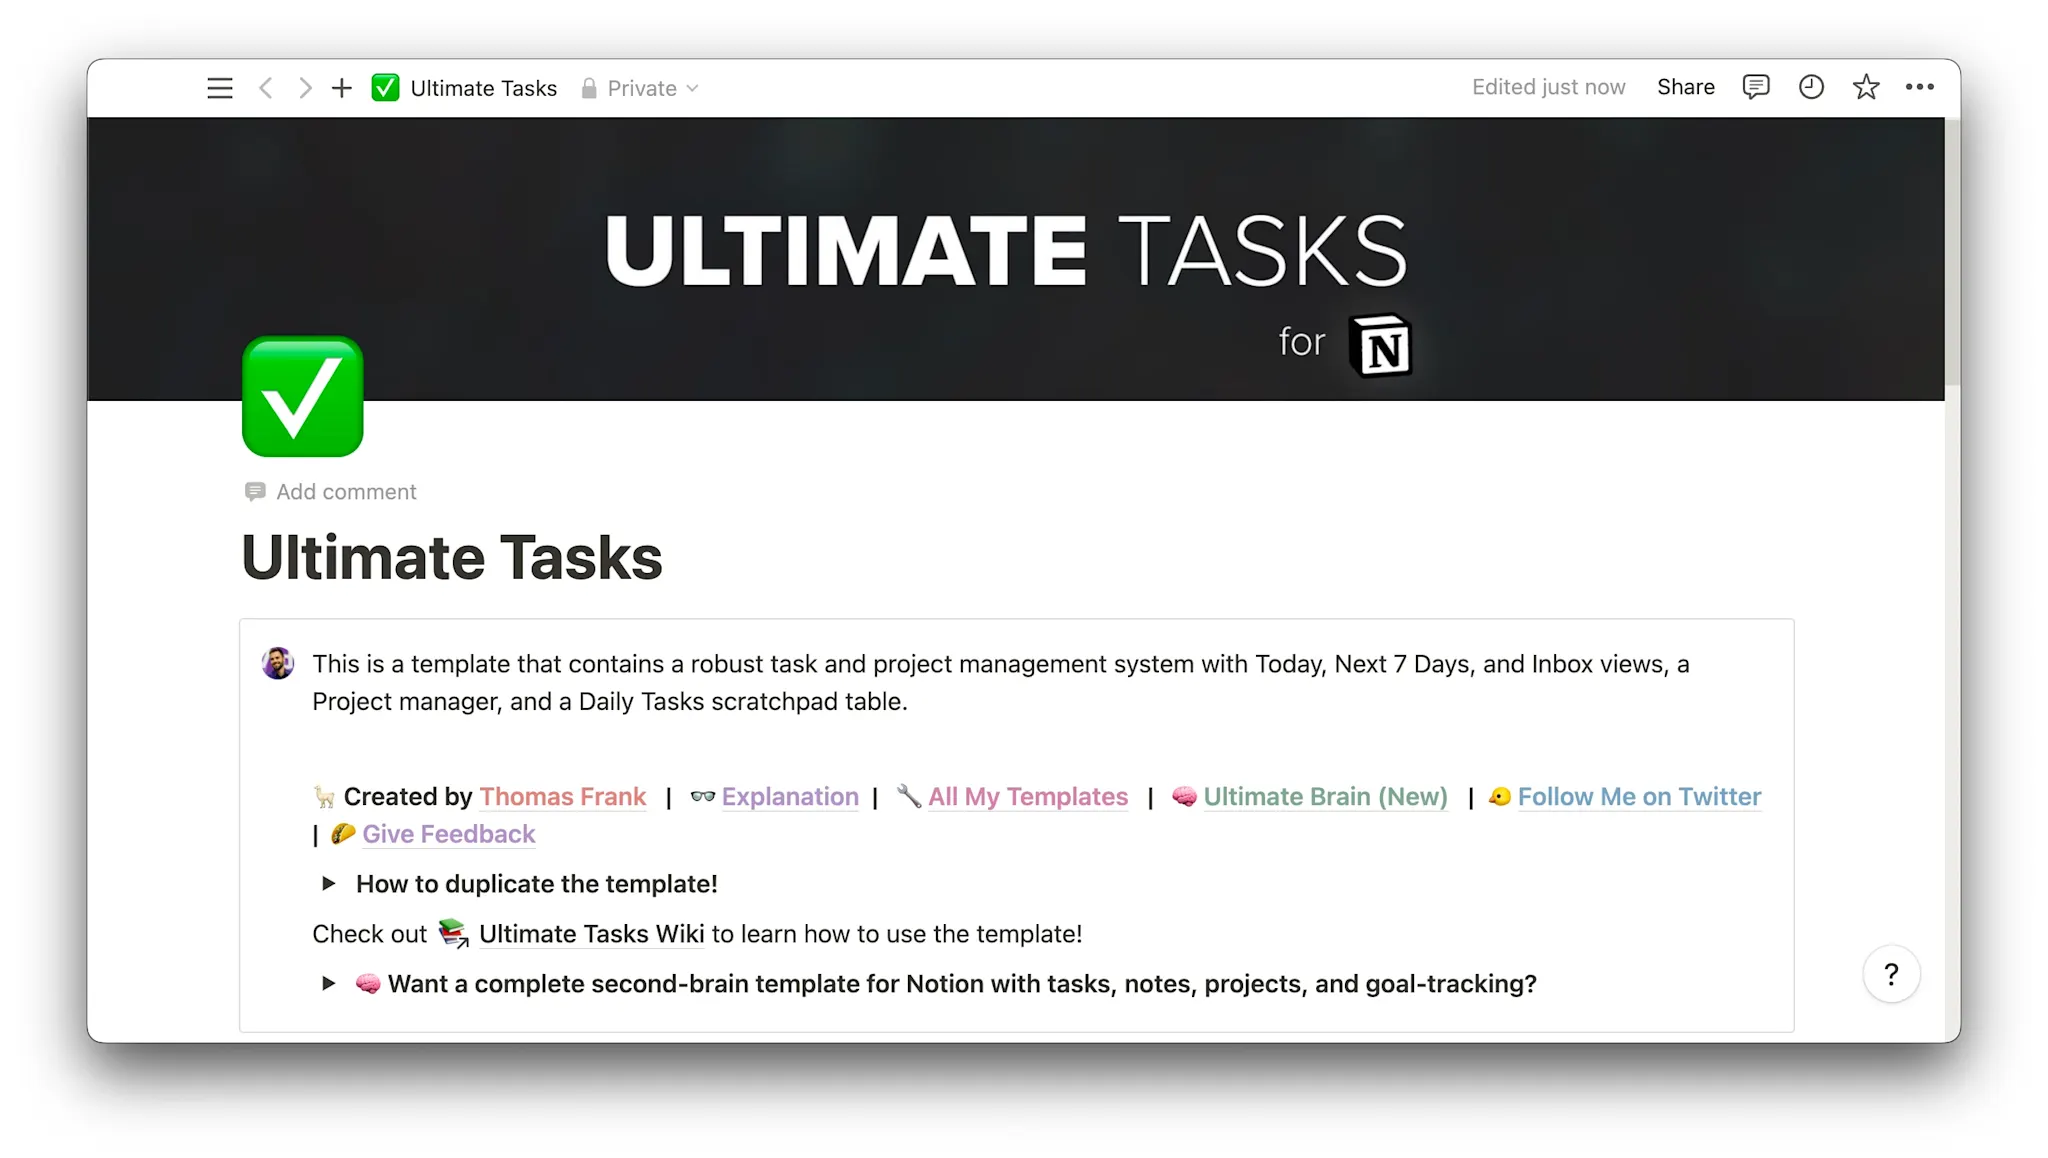 Ultimate Tasks Private Edited just now Share
ULTIMATE TASKS
for N
Add comment
Ultimate Tasks
This is a template that contains a robust task and project management system with Today, Next 7 Days, and Inbox views, a
Project manager, and a Daily Tasks scratchpad table.
Created by Thomas Frank | Explanation | All My Templates | Ultimate Brain (New) | Follow Me on Twitter
| Give Feedback
How to duplicate the template!
Check out Ultimate Tasks Wiki to learn how to use the template!
Want a complete second-brain template for Notion with tasks, notes, projects, and goal-tracking?
?